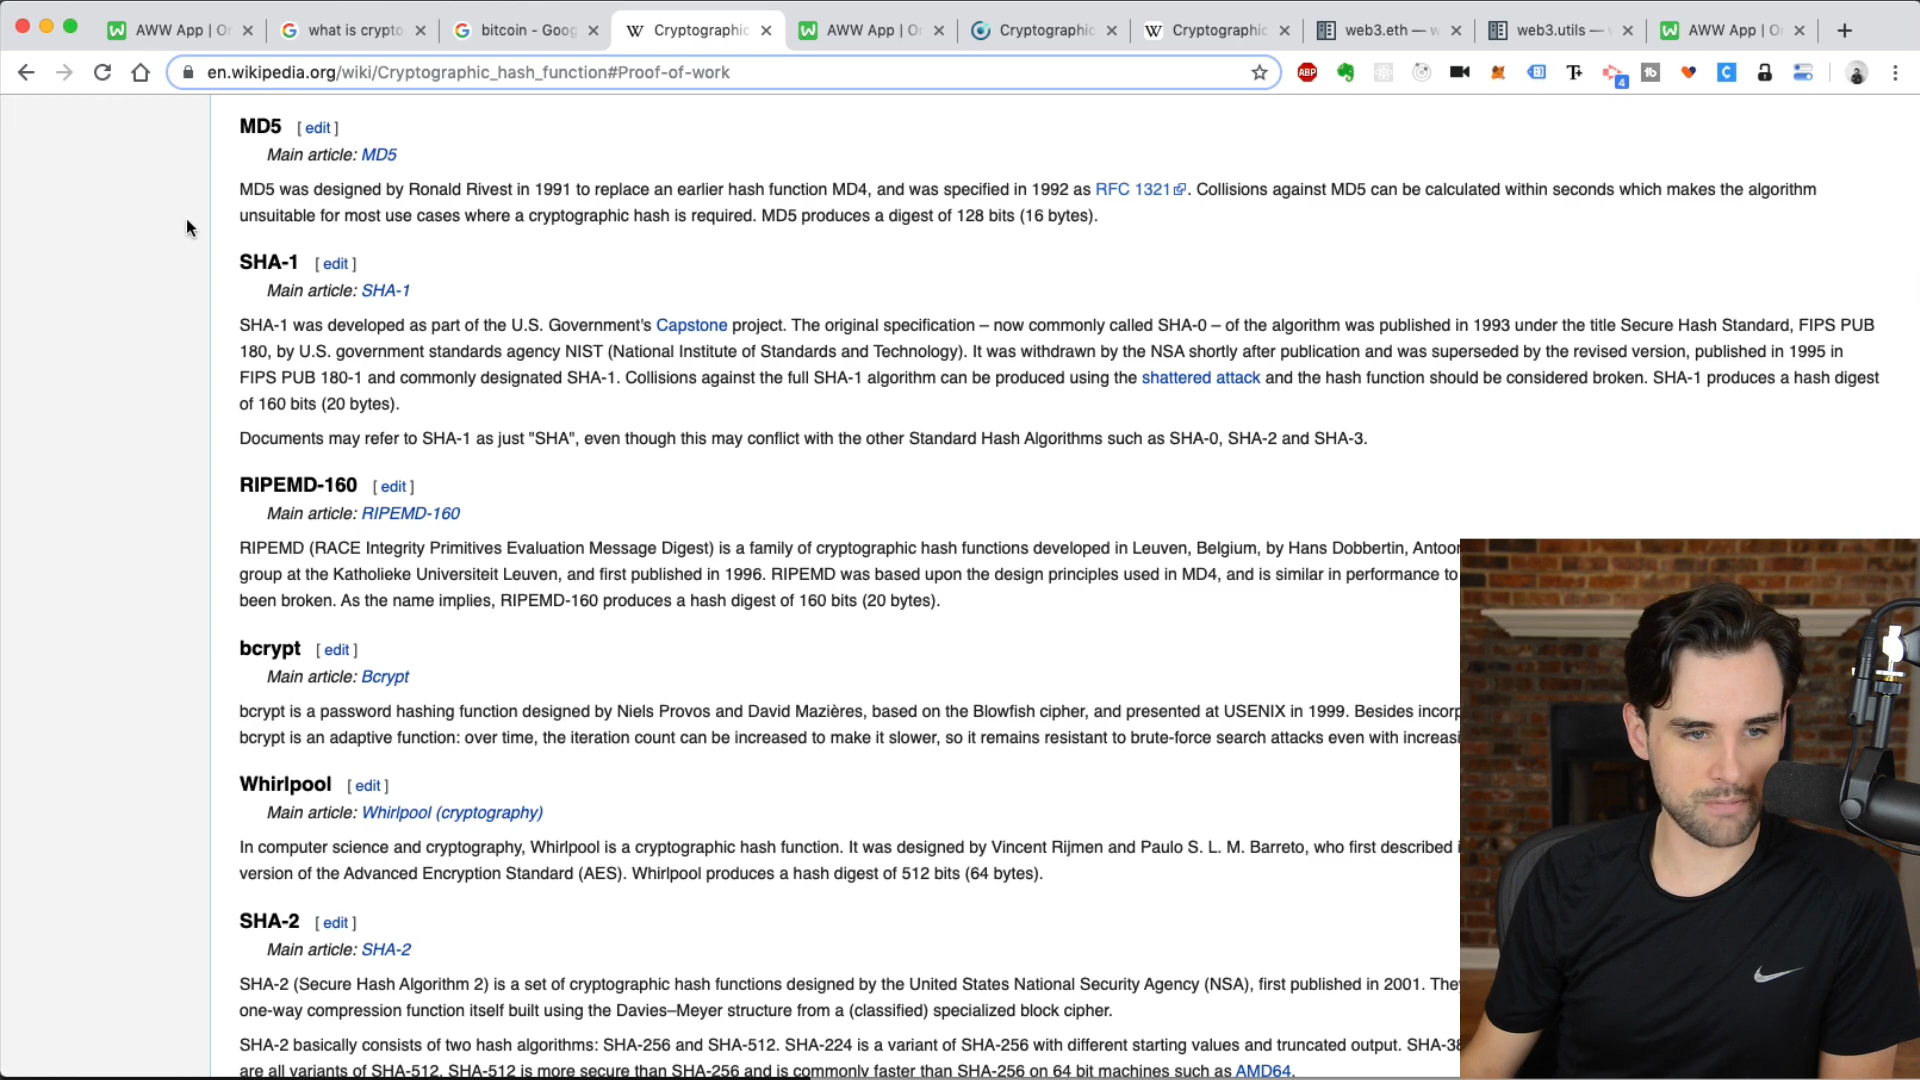 AWW App | Or
what is crypto
bitcoin - Goog
Cryptographic
AWW App | Or
Cryptographic
Cryptographic
web3.eth — w
web3.utils —
AWW App | O
en.wikipedia.org/wiki/Cryptographic_hash_function#Proof-of-work
ABP
4
MD5 [ edit ]
Main article: MD5
MD5 was designed by Ronald Rivest in 1991 to replace an earlier hash function MD4, and was specified in 1992 as RFC 1321. Collisions against MD5 can be calculated within seconds which makes the algorithm
unsuitable for most use cases where a cryptographic hash is required. MD5 produces a digest of 128 bits (16 bytes).
SHA-1 [ edit ]
Main article: SHA-1
SHA-1 was developed as part of the U.S. Government's Capstone project. The original specification – now commonly called SHA-0 – of the algorithm was published in 1993 under the title Secure Hash Standard, FIPS PUB
180, by U.S. government standards agency NIST (National Institute of Standards and Technology). It was withdrawn by the NSA shortly after publication and was superseded by the revised version, published in 1995 in
FIPS PUB 180-1 and commonly designated SHA-1. Collisions against the full SHA-1 algorithm can be produced using the shattered attack and the hash function should be considered broken. SHA-1 produces a hash digest
of 160 bits (20 bytes).
Documents may refer to SHA-1 as just "SHA", even though this may conflict with the other Standard Hash Algorithms such as SHA-0, SHA-2 and SHA-3.
RIPEMD-160 [ edit ]
Main article: RIPEMD-160
RIPEMD (RACE Integrity Primitives Evaluation Message Digest) is a family of cryptographic hash functions developed in Leuven, Belgium, by Hans Dobbertin, Antoon
group at the Katholieke Universiteit Leuven, and first published in 1996. RIPEMD was based upon the design principles used in MD4, and is similar in performance to
been broken. As the name implies, RIPEMD-160 produces a hash digest of 160 bits (20 bytes).
bcrypt [ edit ]
Main article: Bcrypt
bcrypt is a password hashing function designed by Niels Provos and David Mazières, based on the Blowfish cipher, and presented at USENIX in 1999. Besides incorp
bcrypt is an adaptive function: over time, the iteration count can be increased to make it slower, so it remains resistant to brute-force search attacks even with increasi
Whirlpool [ edit ]
Main article: Whirlpool (cryptography)
In computer science and cryptography, Whirlpool is a cryptographic hash function. It was designed by Vincent Rijmen and Paulo S. L. M. Barreto, who first described i
version of the Advanced Encryption Standard (AES). Whirlpool produces a hash digest of 512 bits (64 bytes).
SHA-2 [ edit ]
Main article: SHA-2
SHA-2 (Secure Hash Algorithm 2) is a set of cryptographic hash functions designed by the United States National Security Agency (NSA), first published in 2001. They
one-way compression function itself built using the Davies–Meyer structure from a (classified) specialized block cipher.
SHA-2 basically consists of two hash algorithms: SHA-256 and SHA-512. SHA-224 is a variant of SHA-256 with different starting values and truncated output. SHA-38
are all variants of SHA-512. SHA-512 is more secure than SHA-256 and is commonly faster than SHA-256 on 64 bit machines such as AMD64.